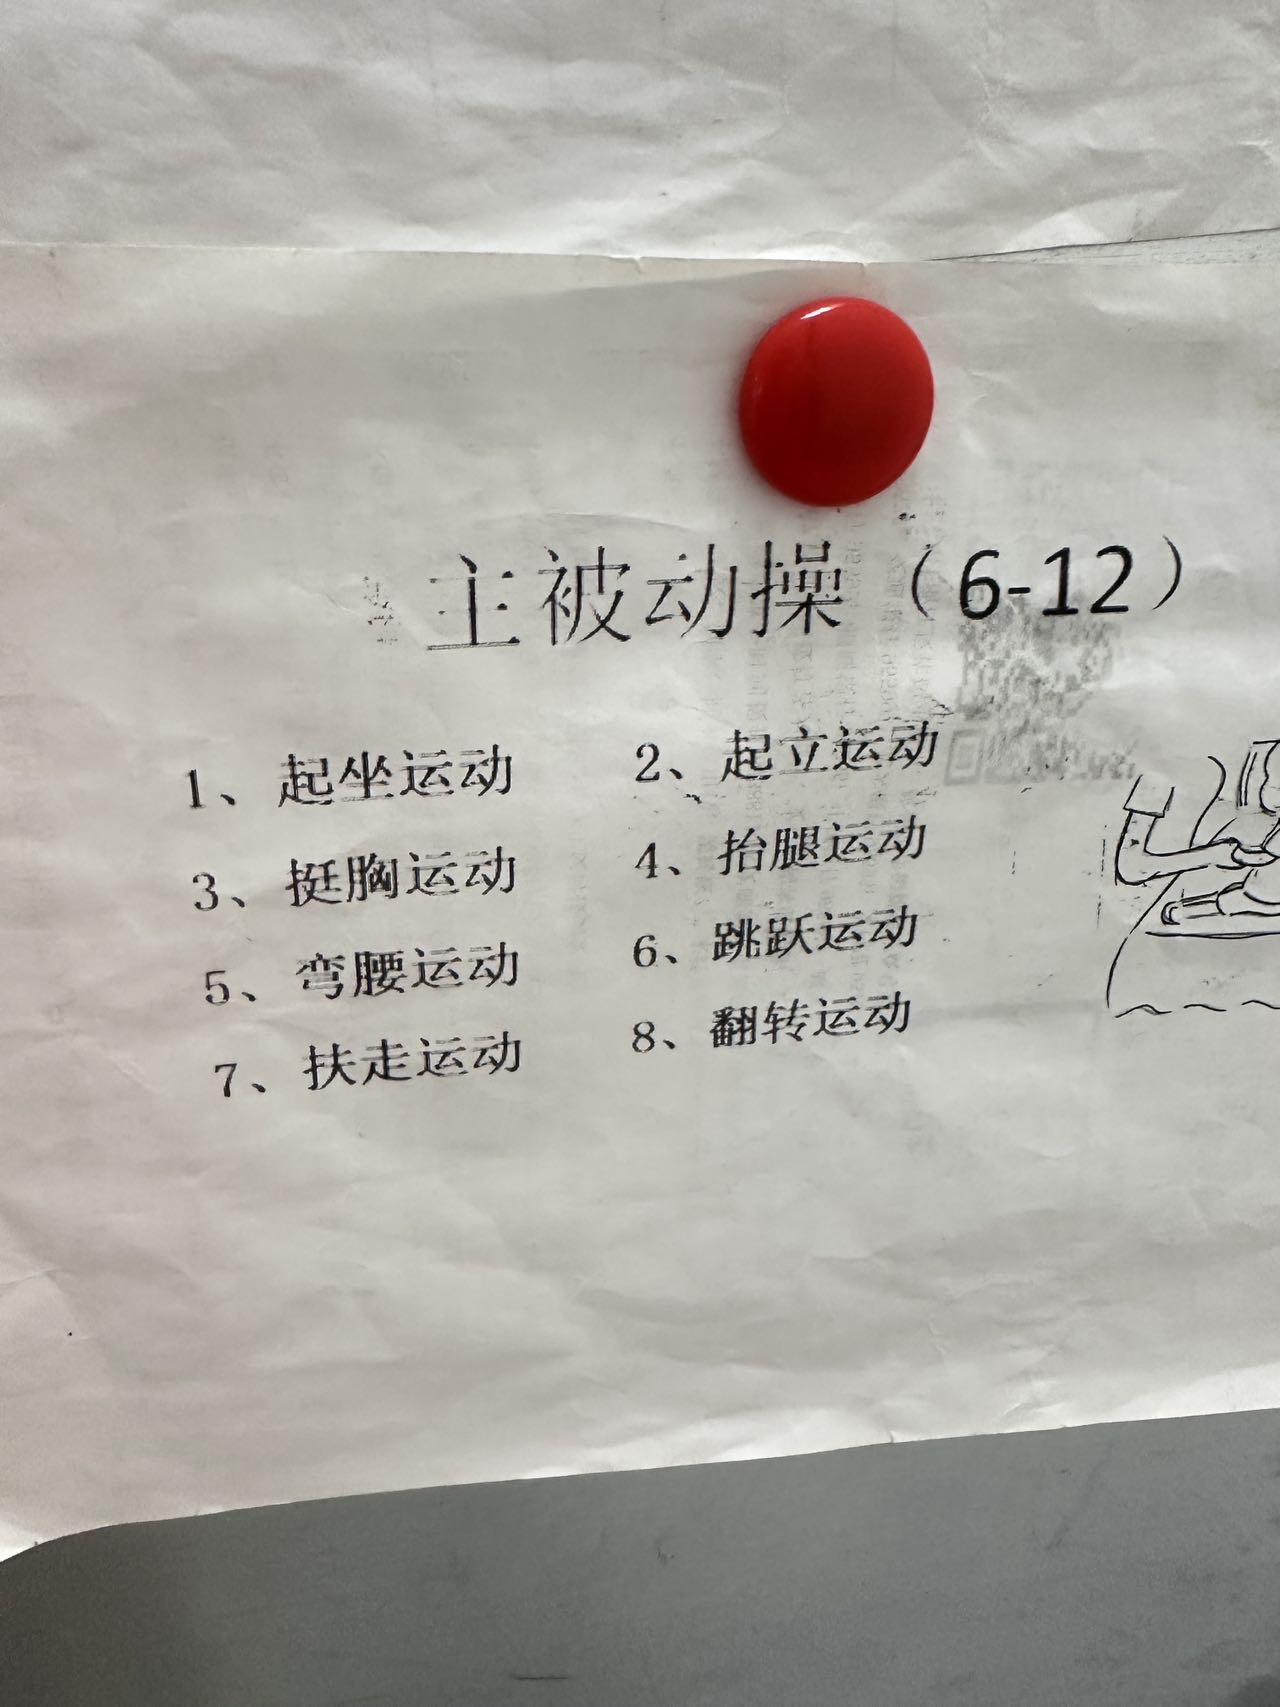 主被动操（6-12）
1、起坐运动 2、起立运动
3、挺胸运动 4、抬腿运动
5、弯腰运动 6、跳跃运动
7、扶走运动 8、翻转运动